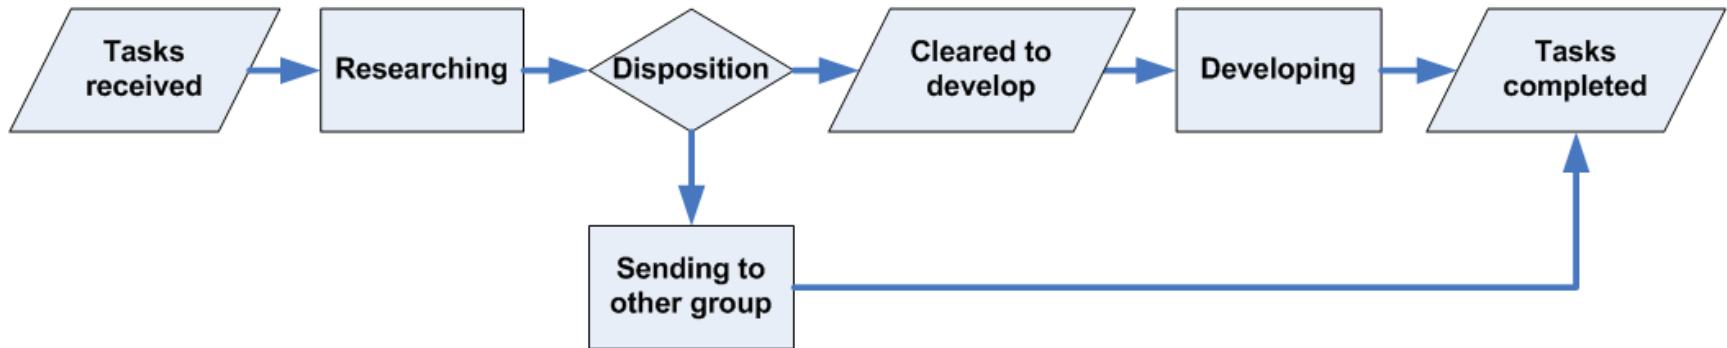 Tasks
received
Researching
Disposition
Cleared to
develop
Developing
Tasks
completed
Sending to
other group